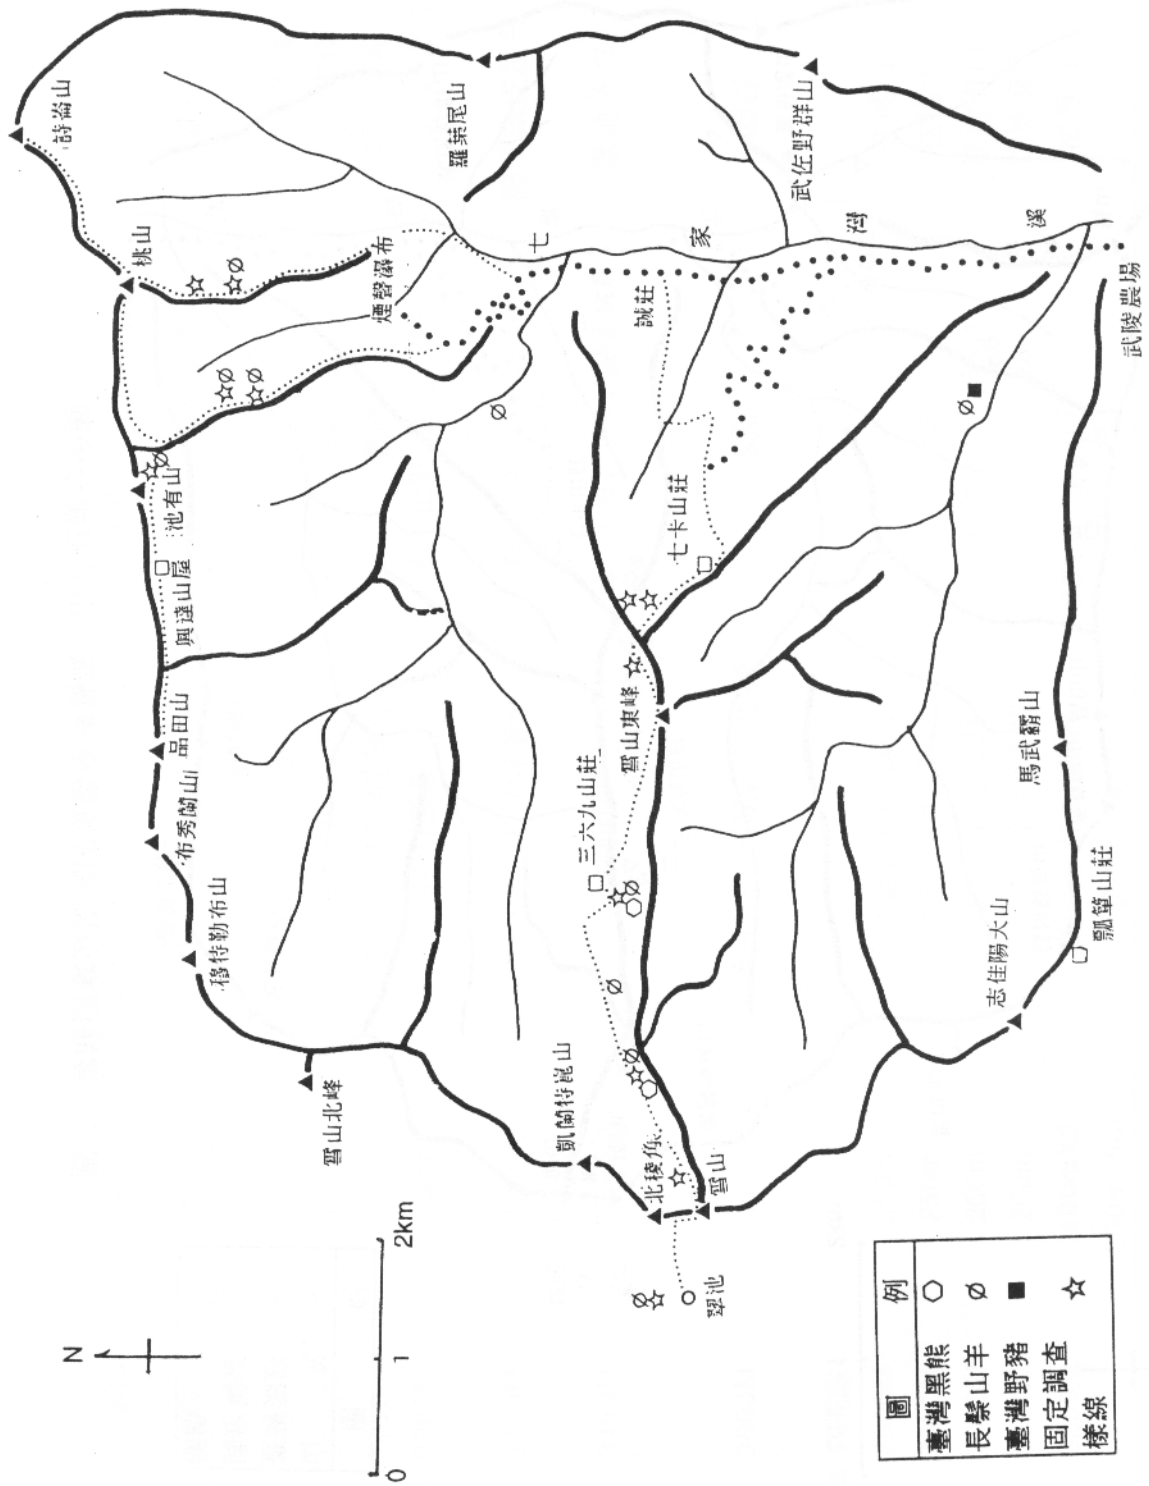 詩崙山
桃山
羅葉尾山
武佐野群山
煙聲瀑布
七
家
灣
溪
武陵農場
誠莊
池有山
七卡山莊
興達山屋
品田山
雪山東峰
馬武霸山
布秀蘭山
三六九山莊
穆特勒布山
瓢簞山莊
志佳陽大山
雪山北峰
凱蘭特崑山
北稜角
雪山
翠池
N
0
1
2km
圖例
臺灣黑熊
長鬃山羊
臺灣野豬
固定調查
樣線